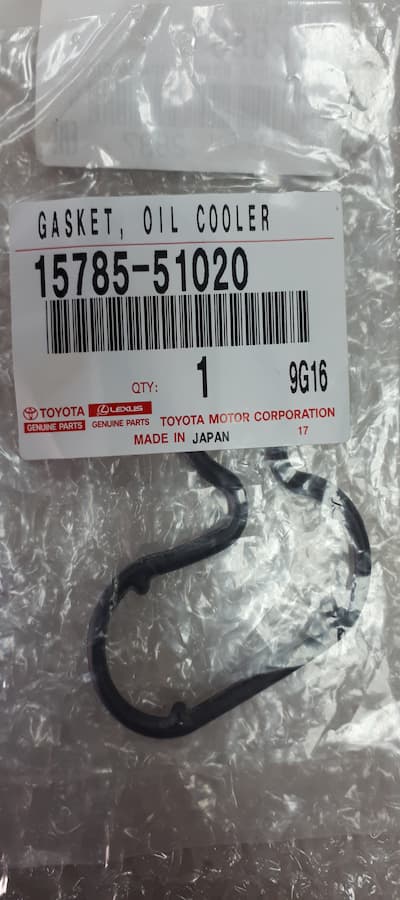 GASKET, OIL COOLER
15785-51020
QTY: 1 9G16
TOYOTA LEXUS TOYOTA MOTOR CORPORATION
GENUINE PARTS GENUINE PARTS
MADE IN JAPAN 17